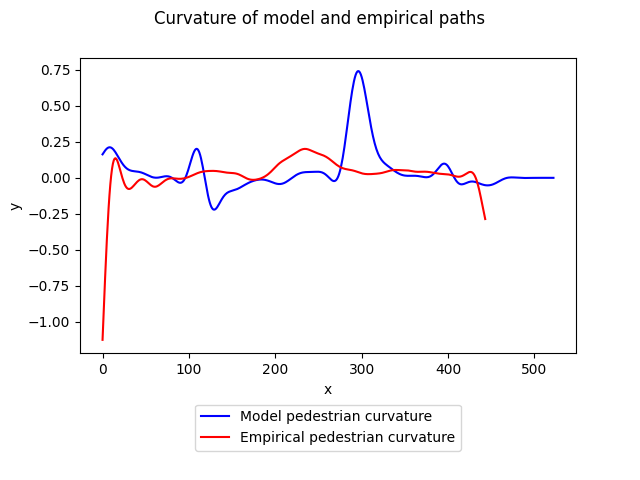 Curvature of model and empirical paths
0.75
0.50
0.25
0.00
−0.25
−0.50
−0.75
−1.00
y
0 100 200 300 400 500
x
Model pedestrian curvature
Empirical pedestrian curvature